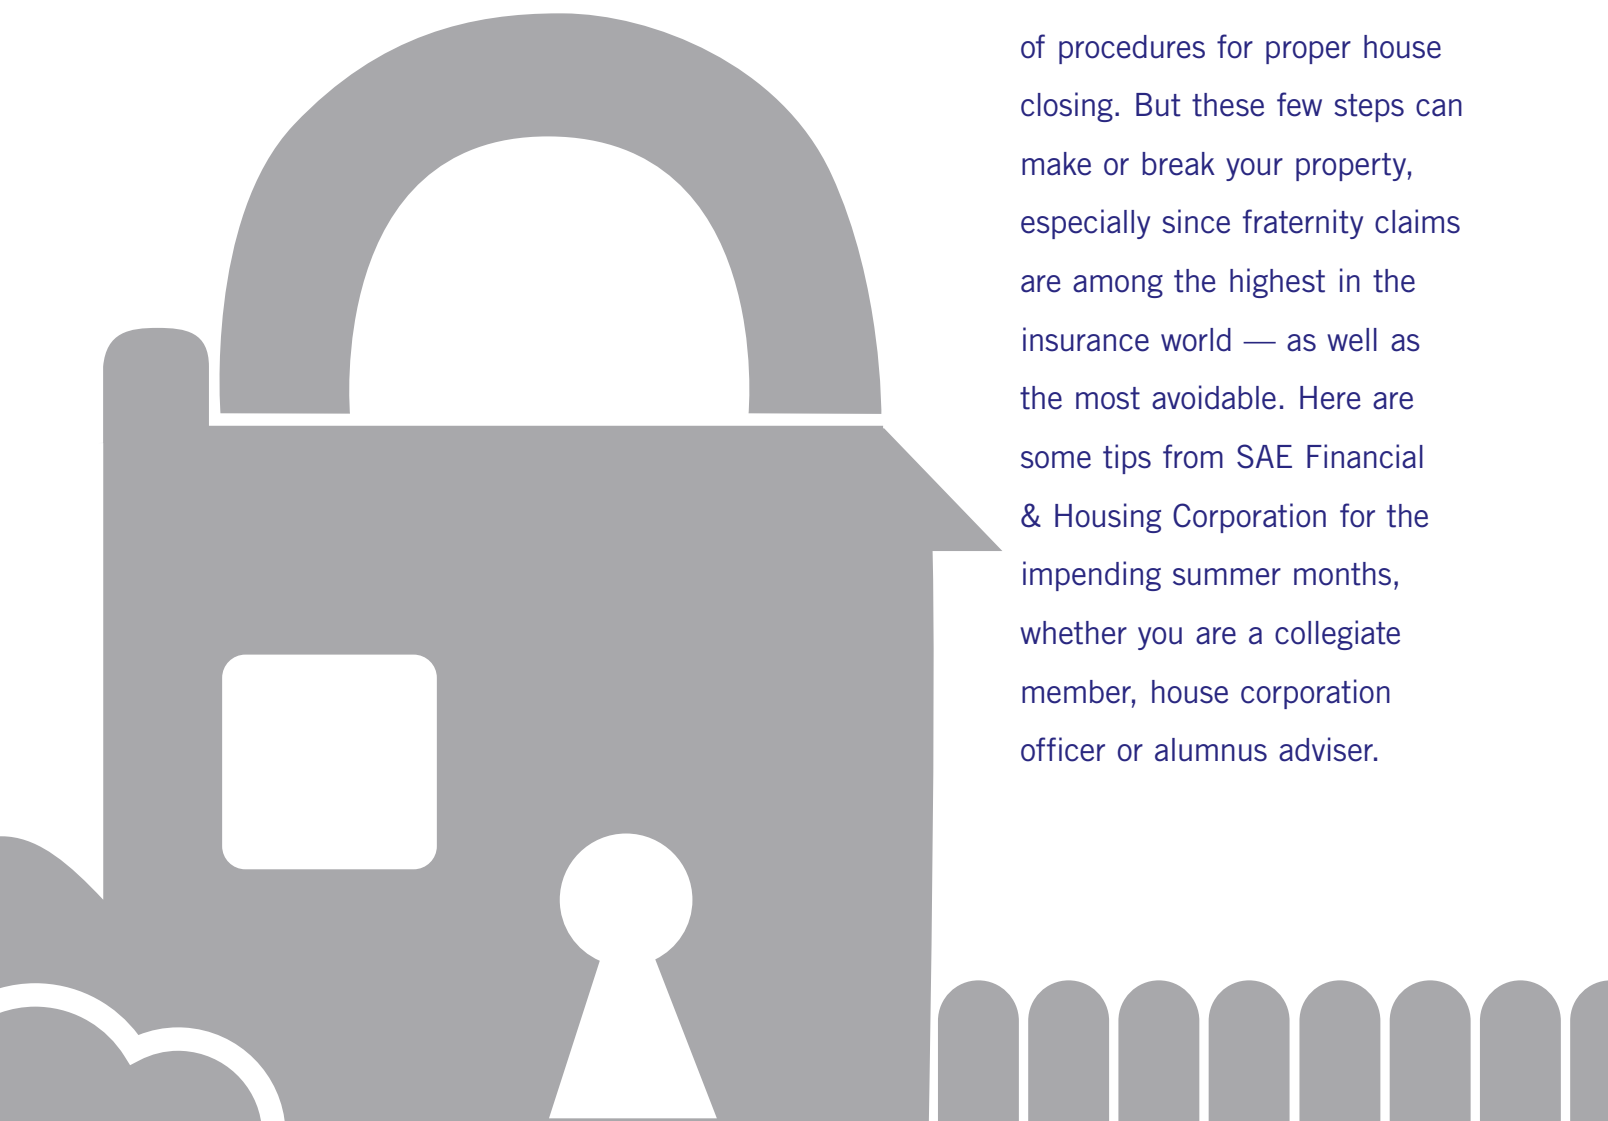 of procedures for proper house
closing. But these few steps can
make or break your property,
especially since fraternity claims
are among the highest in the
insurance world — as well as
the most avoidable. Here are
some tips from SAE Financial
& Housing Corporation for the
impending summer months,
whether you are a collegiate
member, house corporation
officer or alumnus adviser.